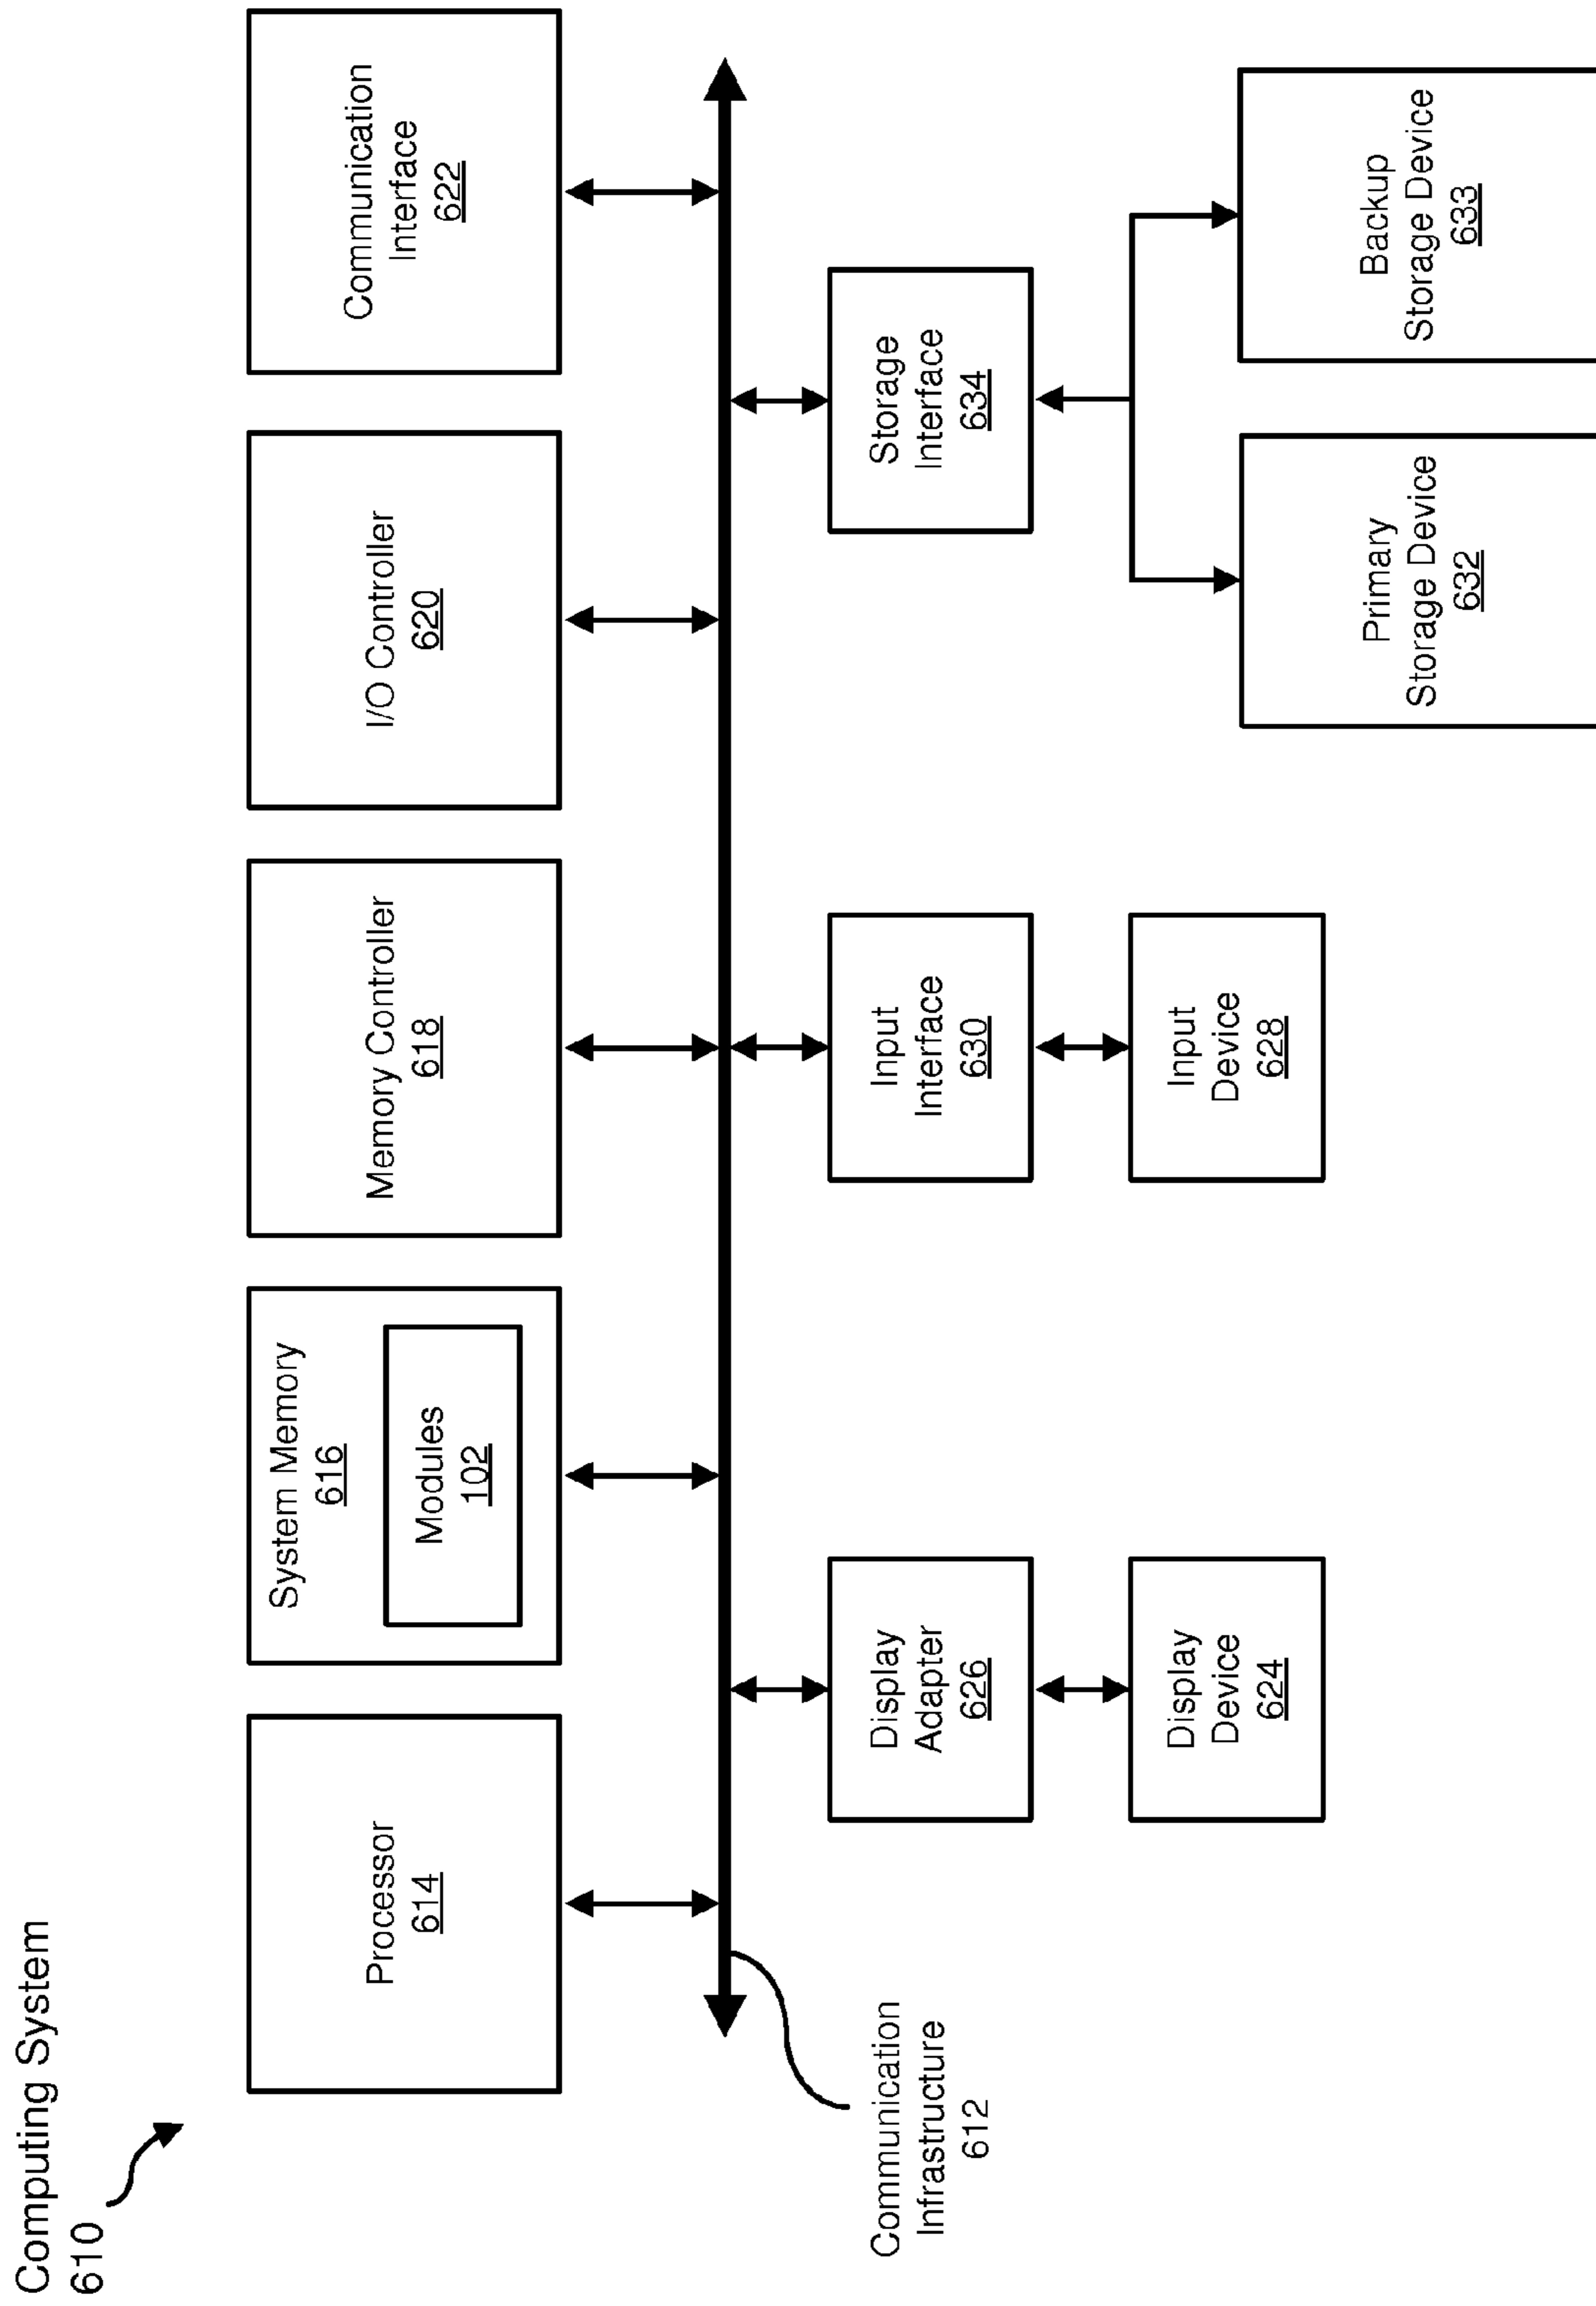 Computing System
610
Processor
614
System Memory
616
Modules
102
Memory Controller
618
I/O Controller
620
Communication
Interface
622
Communication
Infrastructure
612
Display
Adapter
626
Input
Interface
630
Storage
Interface
634
Display
Device
624
Input
Device
628
Primary
Storage Device
632
Backup
Storage Device
633